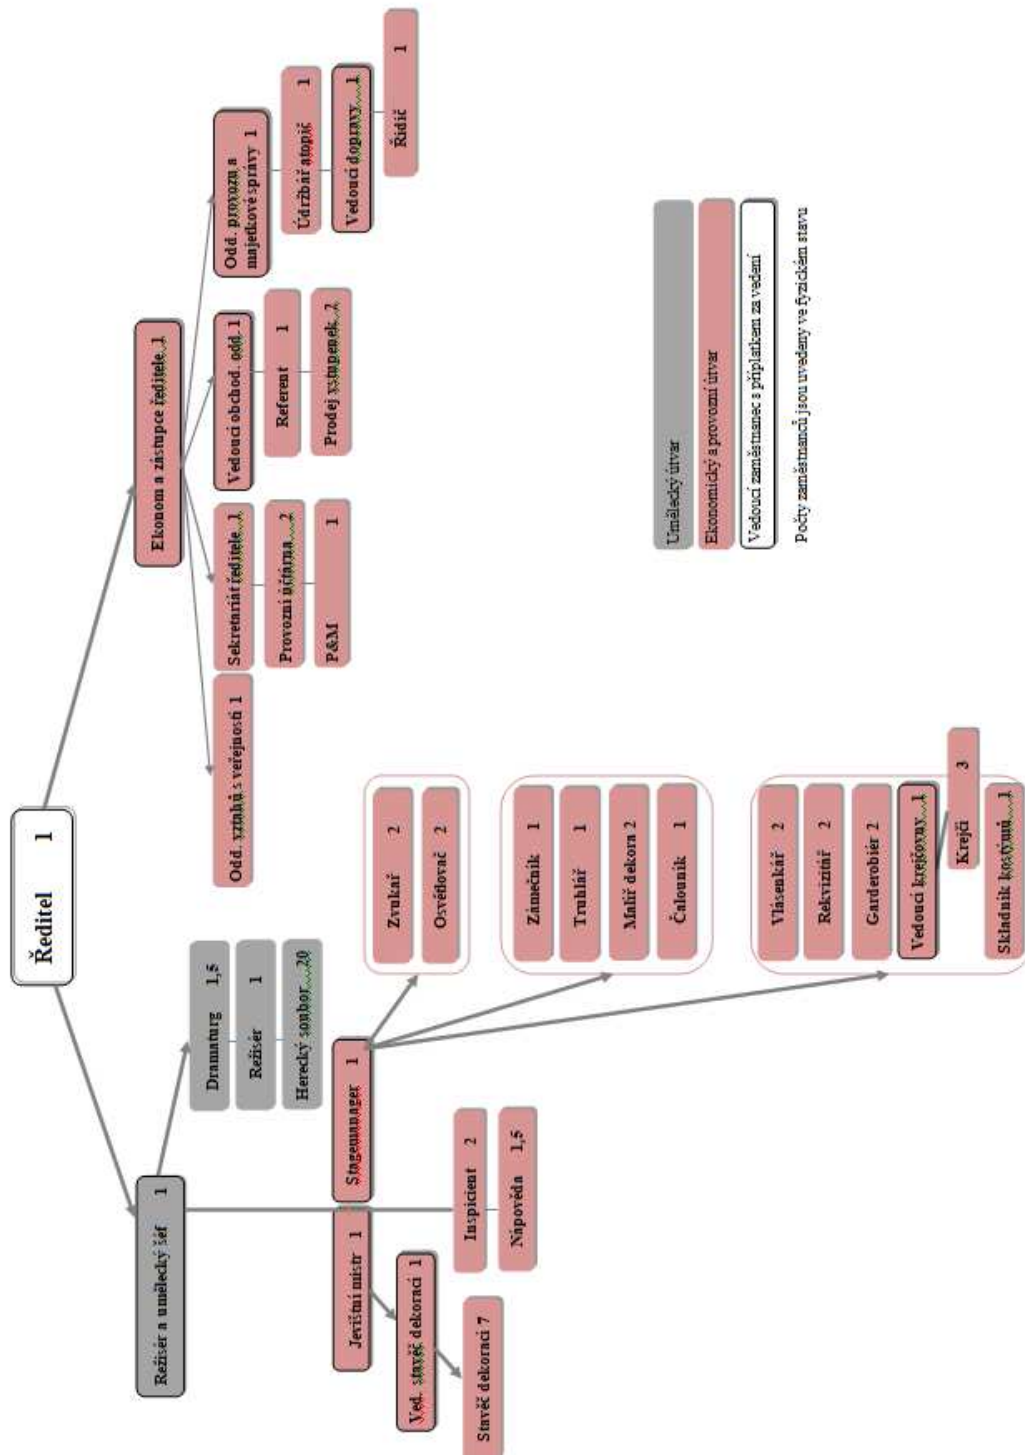 Ředitel 1
Režisér a umělecký šéf 1
Ekonom a zástupce ředitele 1
Dramaturg 1,5
Režisér 1
Herecký soubor 20
Odd. vztahů s veřejností 1
Sekretariát ředitele 1
Provozní účtárna 2
P&M 1
Vedoucí obchod. odd. 1
Referent 1
Prodej vstupenek 2
Odd. provozu a
majetkové správy 1
Údržbář a topič 1
Vedoucí dopravy 1
Řidič 1
Jevištní mistr 1
Stagemanager 1
Ved. stavěč dekorací 1
Stavěč dekorací 7
Inspicient 2
Nápověda 1,5
Zvukař 2
Osvětlovač 2
Zámečník 1
Truhlář 1
Malíř dekora 2
Čalouník 1
Vlásenkář 2
Rekvizitář 2
Garderobiér 2
Vedoucí krejčovny 1
Krejčí 3
Skladník kostýmů 1
Umělecký útvar
Ekonomický a provozní útvar
Vedoucí zaměstnanec s příplatkem za vedení
Počty zaměstnanců jsou uvedeny ve fyzickém stavu